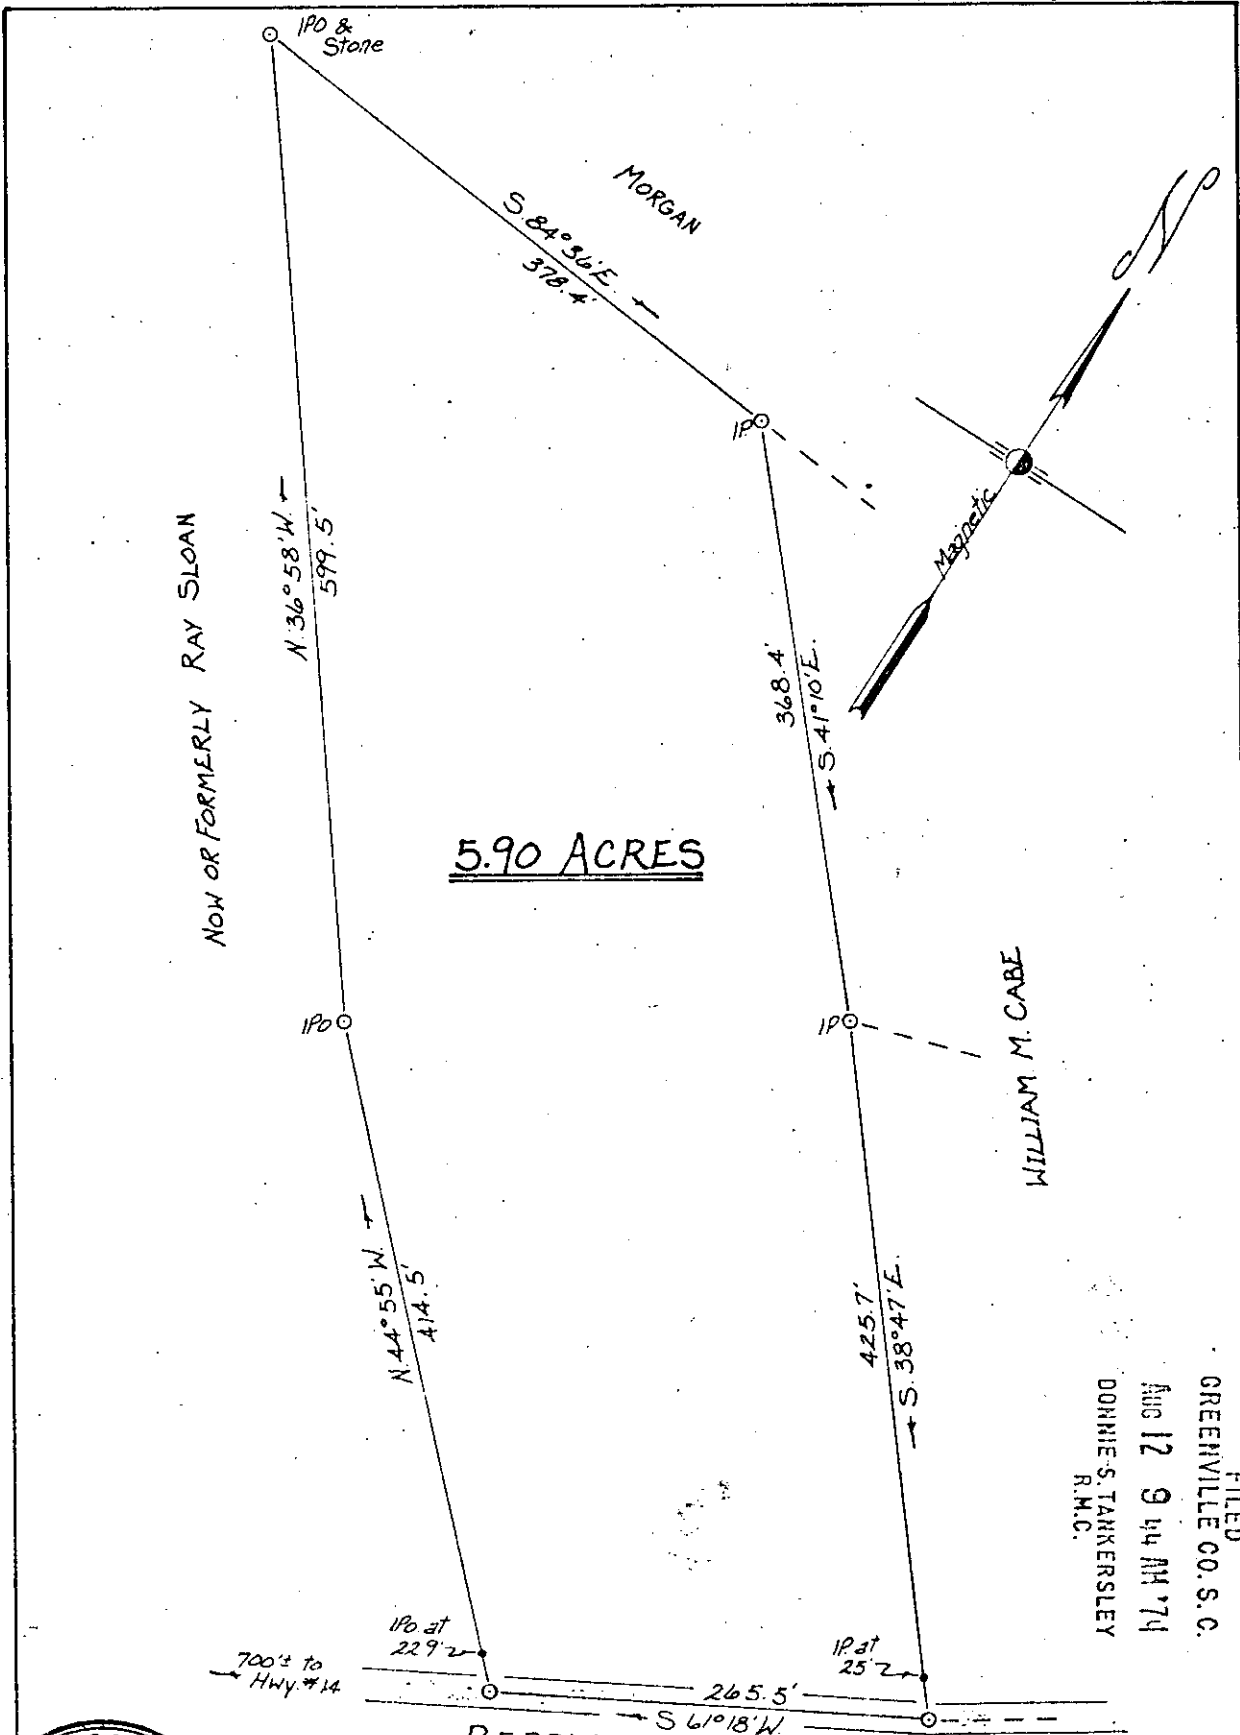 IPO &
Stone
MORGAN
S. 84° 36' E.
378.4'
IP
Magnetic
N. 36° 58' W.
599.5'
NOW OR FORMERLY RAY SLOAN
368.4'
S. 41° 10' E.
5.90 ACRES
IPO
IP
WILLIAM M. CABE
N. 44° 55' W.
414.5'
425.7'
S. 38° 47' E.
FILED
GREENVILLE CO. S. C.
AUG 12 9 44 AM '74
DONNIE S. TANKERSLEY
R.M.C.
IPO. at
22.9'
IP. at
25'
700'± to
Hwy. #14
265.5'
S 61° 18' W.